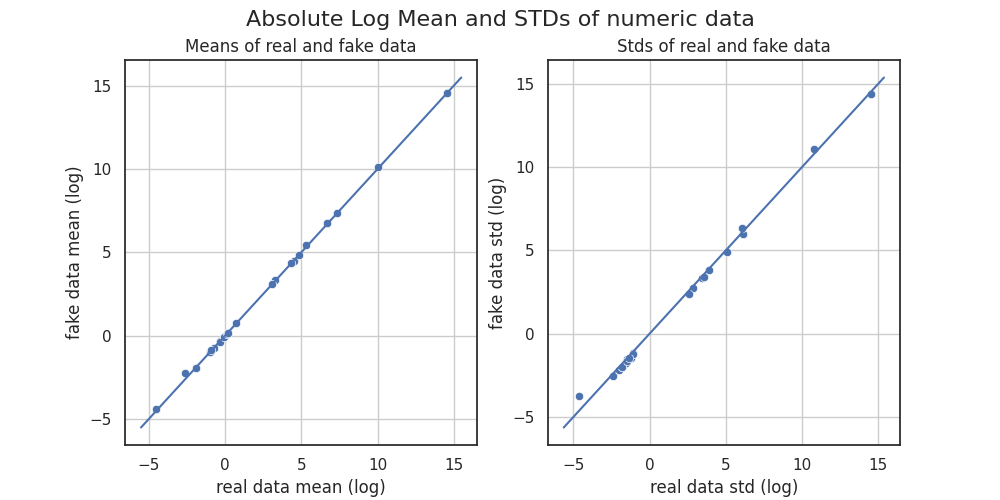 Absolute Log Mean and STDs of numeric data
Means of real and fake data
15
10
5
0
−5
fake data mean (log)
−5 0 5 10 15
real data mean (log)
Stds of real and fake data
15
10
5
0
−5
fake data std (log)
−5 0 5 10 15
real data std (log)